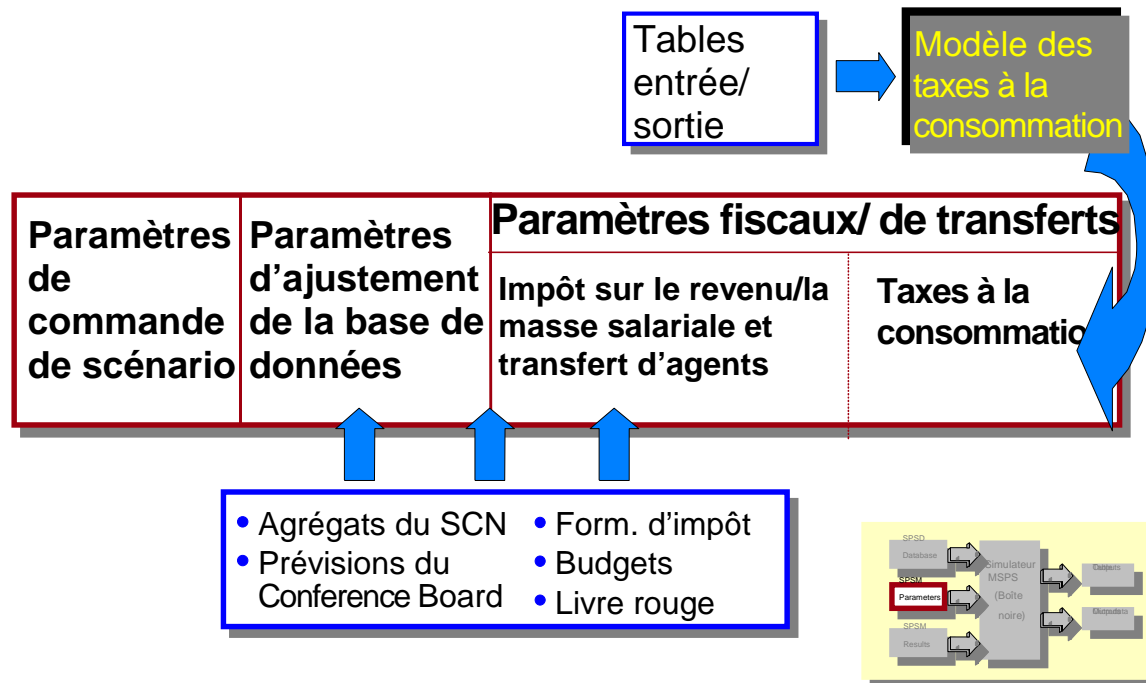 Tables
entrée/
sortie
Modèle des
taxes à la
consommation
Paramètres
de
commande
de scénario
Paramètres
d’ajustement
de la base de
données
Paramètres fiscaux/ de transferts
Impôt sur le revenu/la
masse salariale et
transfert d’agents
Taxes à la
consommatio
• Agrégats du SCN
• Prévisions du
Conference Board
• Form. d’impôt
• Budgets
• Livre rouge
SPSD
Database
SPSM
Parameters
SPSM
Results
Simulateur
MSPS
(Boîte
noire)